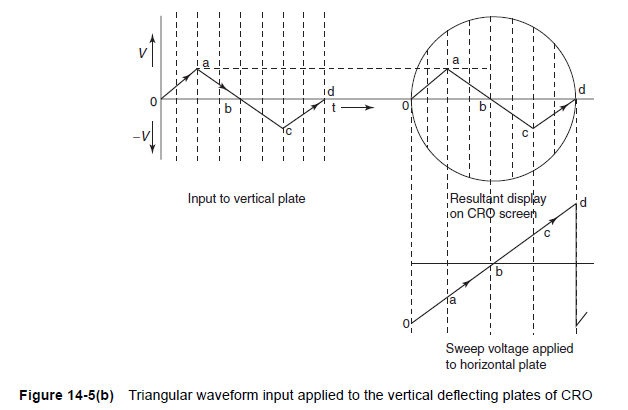 V
a
a
0
d
0
d
b
t
b
c
c
–V
Input to vertical plate
Resultant display
on CRO screen
d
c
b
a
0
Sweep voltage applied
to horizontal plate
Figure 14-5(b) Triangular waveform input applied to the vertical deflecting plates of CRO